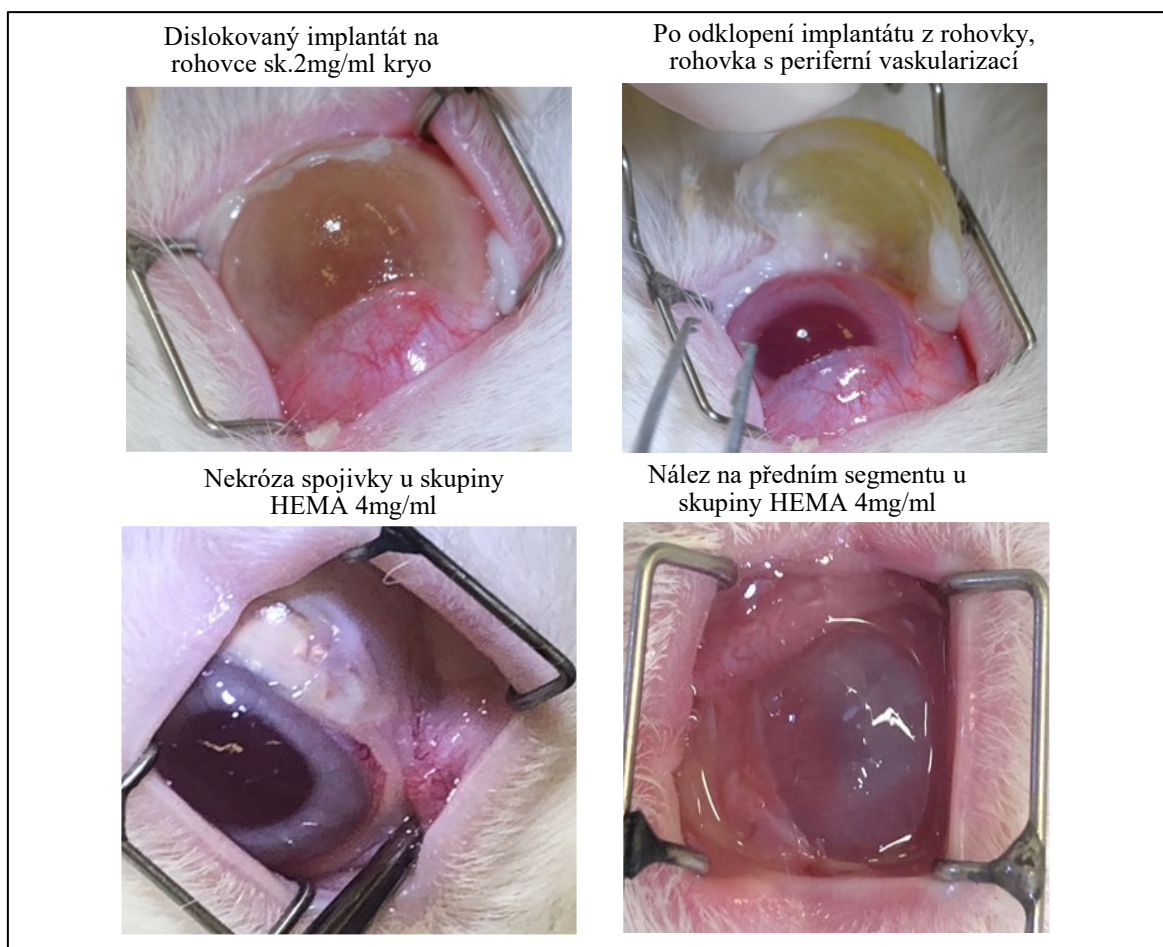 Dislokovaný implantát na
rohovce sk.2mg/ml kryo
Po odklopení implantátu z rohovky,
rohovka s periferní vaskularizací
Nekróza spojivky u skupiny
HEMA 4mg/ml
Nález na předním segmentu u
skupiny HEMA 4mg/ml